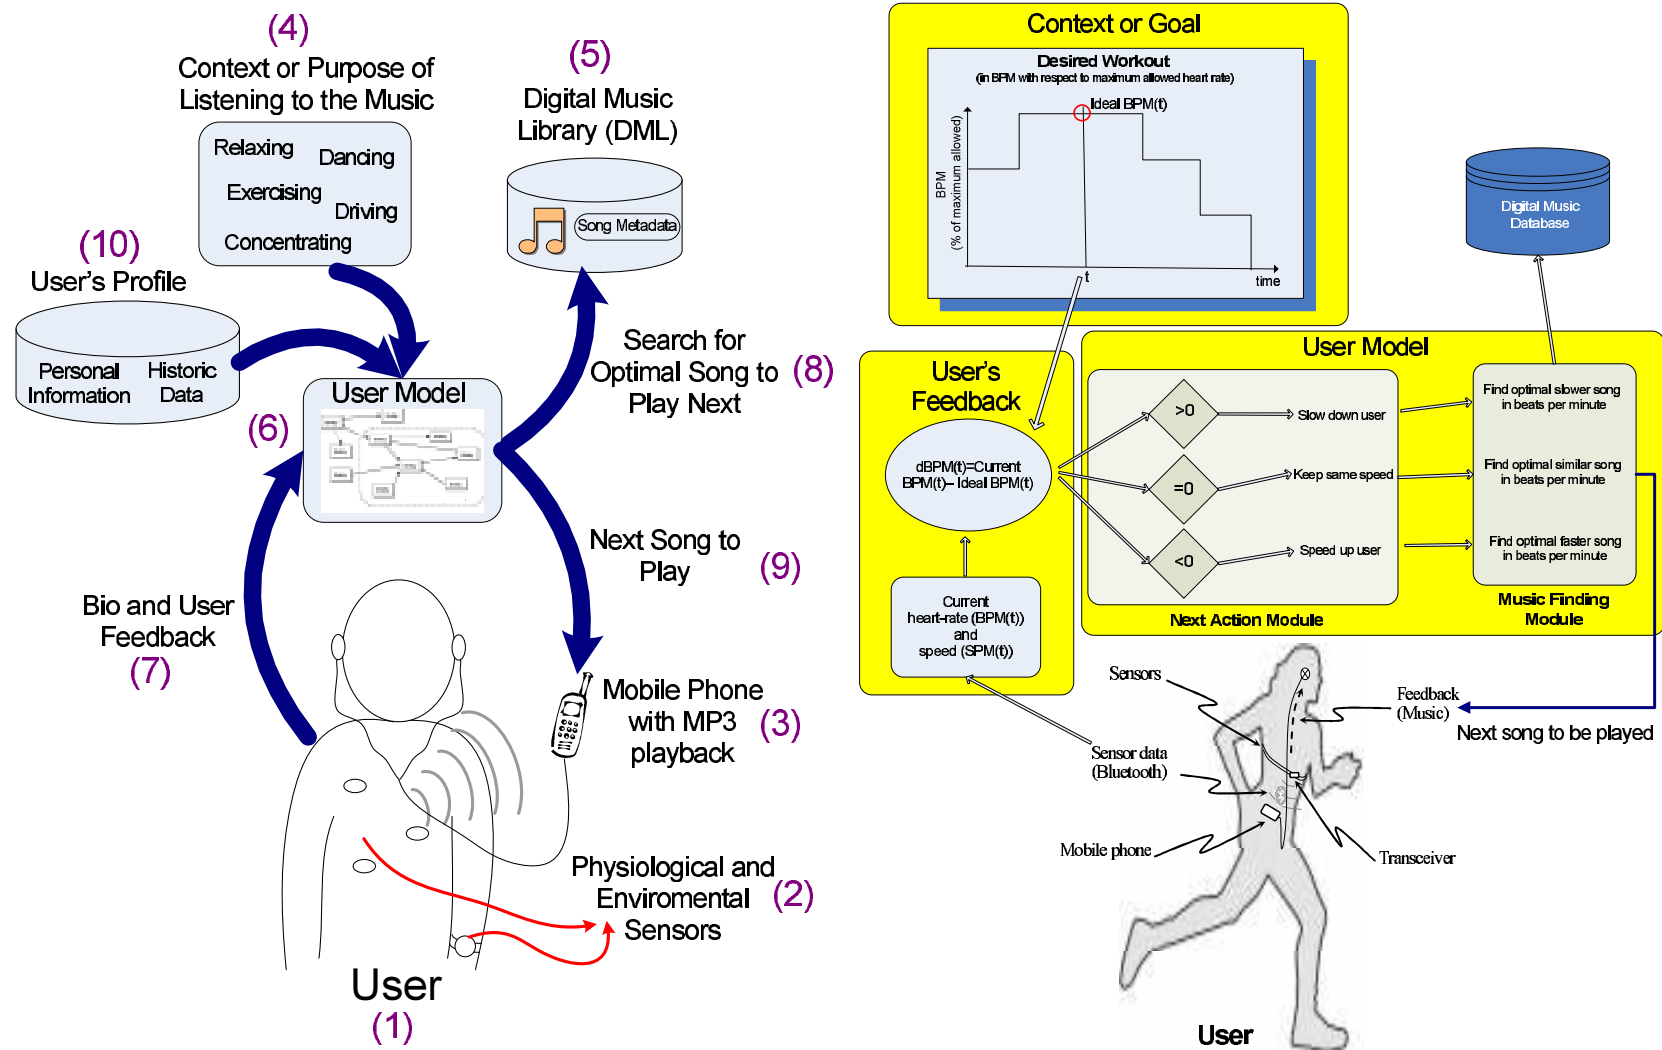 (4)
Context or Purpose of
Listening to the Music
Relaxing
Dancing
Exercising
Driving
Concentrating
(5)
Digital Music
Library (DML)
Song Metadata
(10)
User's Profile
Personal
Information
Historic
Data
User Model
(6)
Search for
Optimal Song to
Play Next
(8)
Next Song to
Play
(9)
Bio and User
Feedback
(7)
Mobile Phone
with MP3
playback
(3)
Physiological and
Enviromental
Sensors
(2)
User
(1)
Context or Goal
Desired Workout
(in BPM with respect to maximum allowed heart rate)
Ideal BPM(t)
BPM
(% of maximum allowed)
t
time
Digital Music
Database
User's
Feedback
dBPM(t)=Current
BPM(t)– Ideal BPM(t)
Current
heart-rate (BPM(t))
and
speed (SPM(t))
User Model
>0
Slow down user
=0
Keep same speed
<0
Speed up user
Next Action Module
Find optimal slower song
in beats per minute
Find optimal similar song
in beats per minute
Find optimal faster song
in beats per minute
Music Finding
Module
Sensors
Feedback
(Music)
Next song to be played
Sensor data
(Bluetooth)
Mobile phone
Transceiver
User